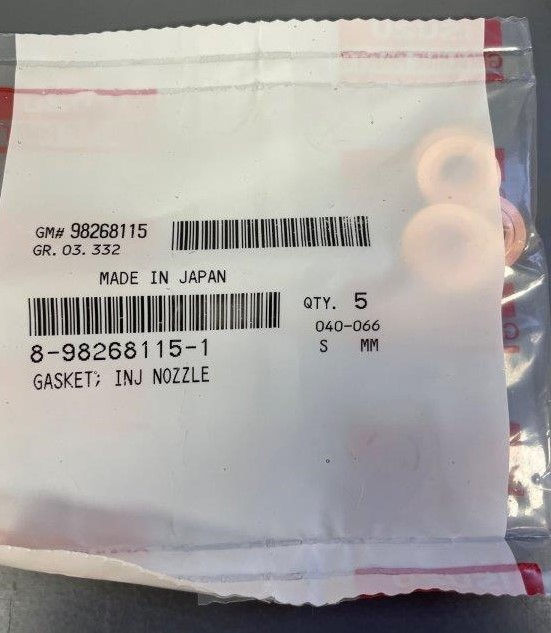 GM# 98268115
GR. 03. 332
MADE IN JAPAN
QTY. 5
040-066
8-98268115-1
S MM
GASKET; INJ NOZZLE